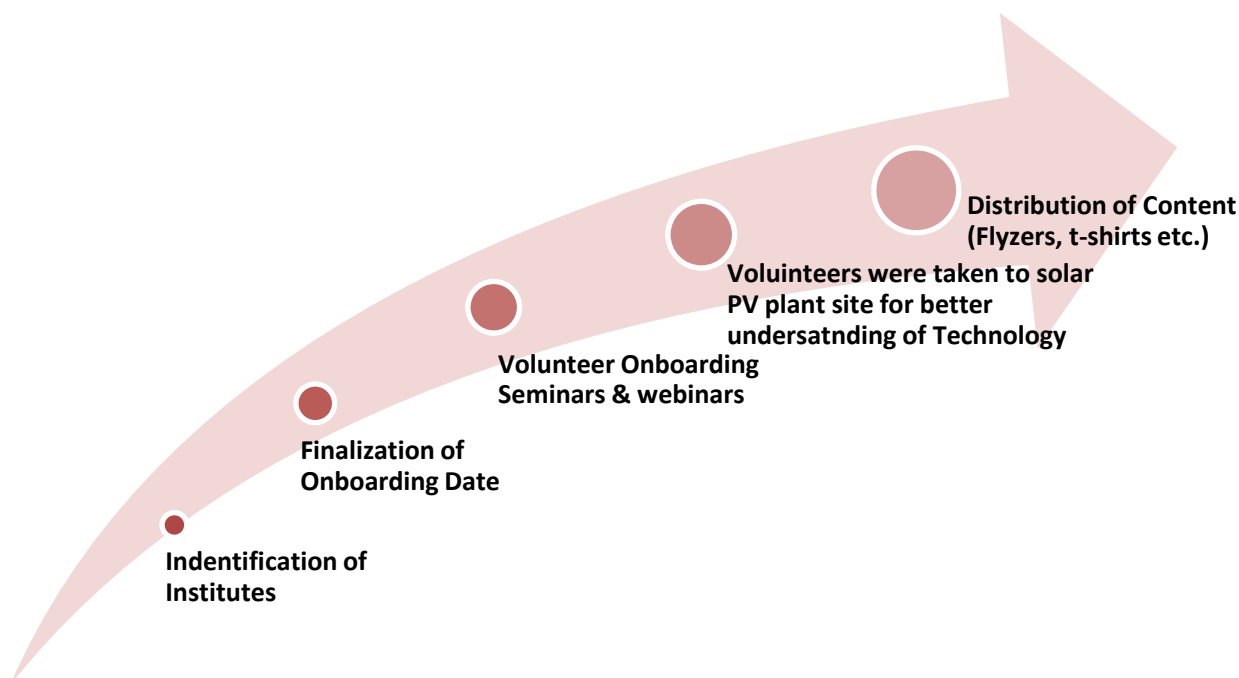 Indentification of
Institutes
Finalization of
Onboarding Date
Volunteer Onboarding
Seminars & webinars
Voluinteers were taken to solar
PV plant site for better
undersatnding of Technology
Distribution of Content
(Flyzers, t-shirts etc.)